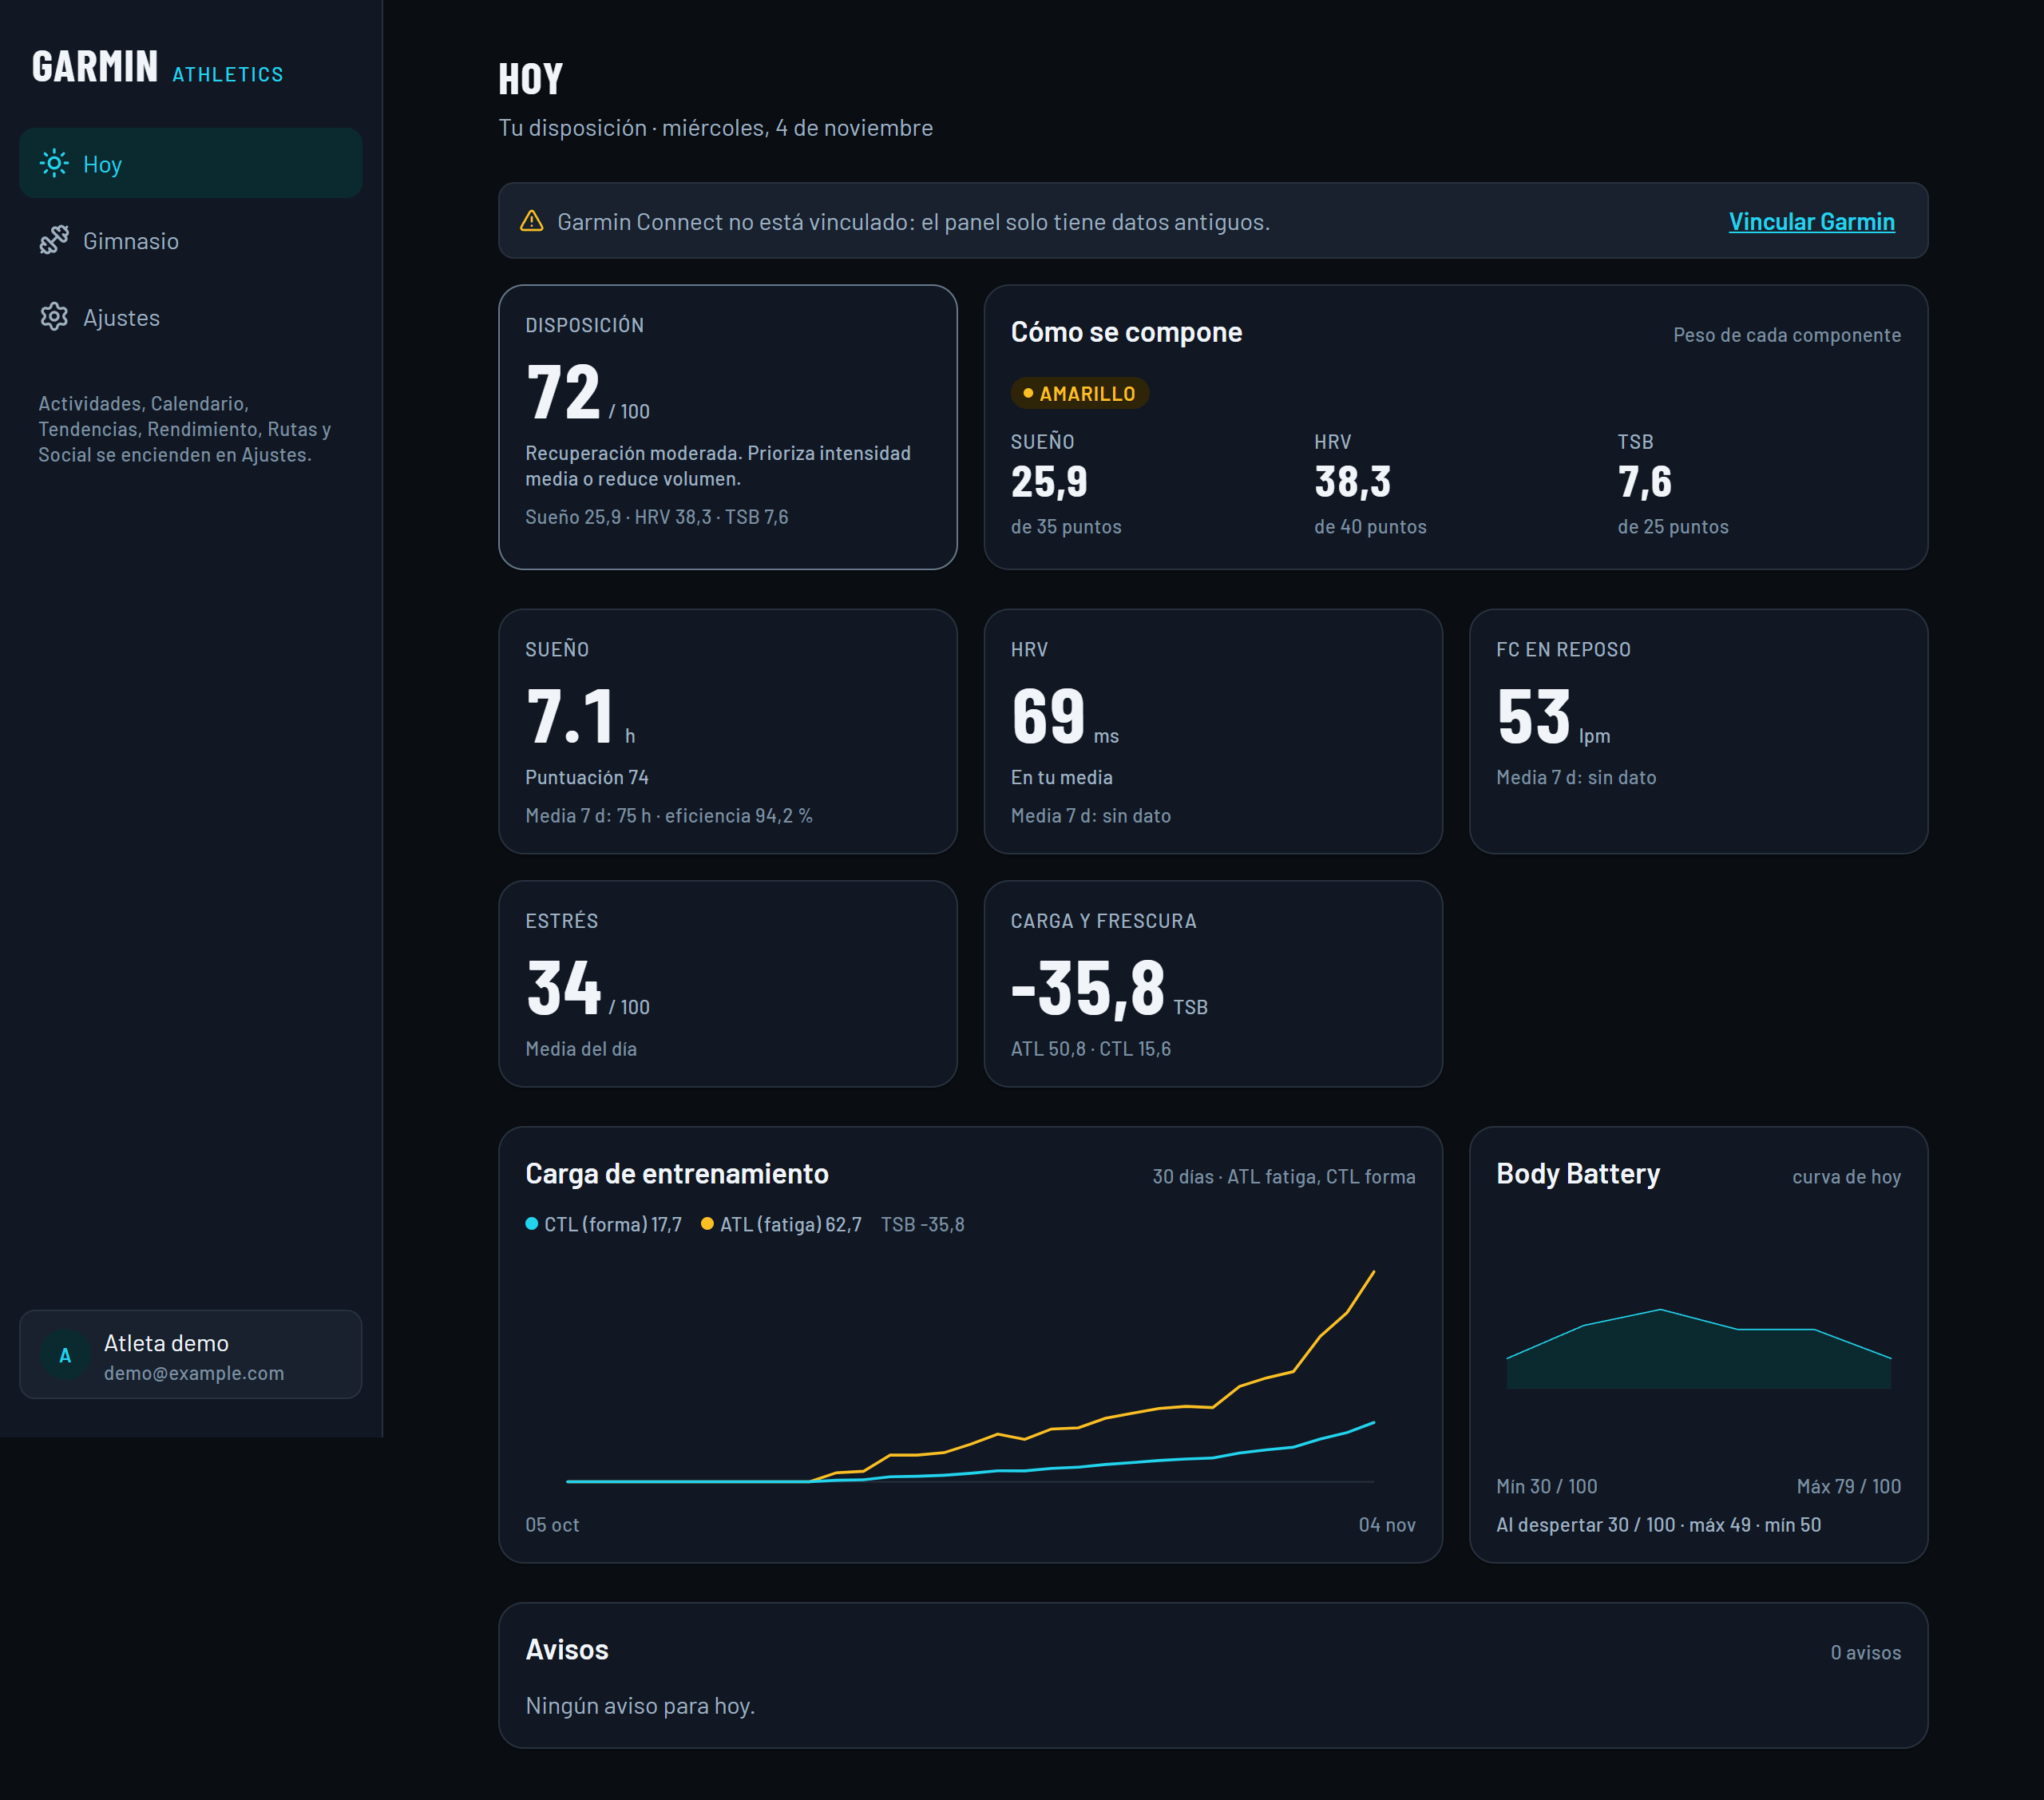 GARMIN ATHLETICS
Hoy
Gimnasio
Ajustes
Actividades, Calendario,
Tendencias, Rendimiento, Rutas y
Social se encienden en Ajustes.
A
Atleta demo
demo@example.com
HOY
Tu disposición · miércoles, 4 de noviembre
Garmin Connect no está vinculado: el panel solo tiene datos antiguos.
Vincular Garmin
DISPOSICIÓN
72 / 100
Recuperación moderada. Prioriza intensidad
media o reduce volumen.
Sueño 25,9 · HRV 38,3 · TSB 7,6
Cómo se compone
Peso de cada componente
AMARILLO
SUEÑO
25,9
de 35 puntos
HRV
38,3
de 40 puntos
TSB
7,6
de 25 puntos
SUEÑO
7.1 h
Puntuación 74
Media 7 d: 75 h · eficiencia 94,2 %
HRV
69 ms
En tu media
Media 7 d: sin dato
FC EN REPOSO
53 lpm
Media 7 d: sin dato
ESTRÉS
34 / 100
Media del día
CARGA Y FRESCURA
-35,8 TSB
ATL 50,8 · CTL 15,6
Carga de entrenamiento
30 días · ATL fatiga, CTL forma
CTL (forma) 17,7 ATL (fatiga) 62,7 TSB -35,8
05 oct
04 nov
Body Battery
curva de hoy
Mín 30 / 100
Máx 79 / 100
Al despertar 30 / 100 · máx 49 · mín 50
Avisos
0 avisos
Ningún aviso para hoy.